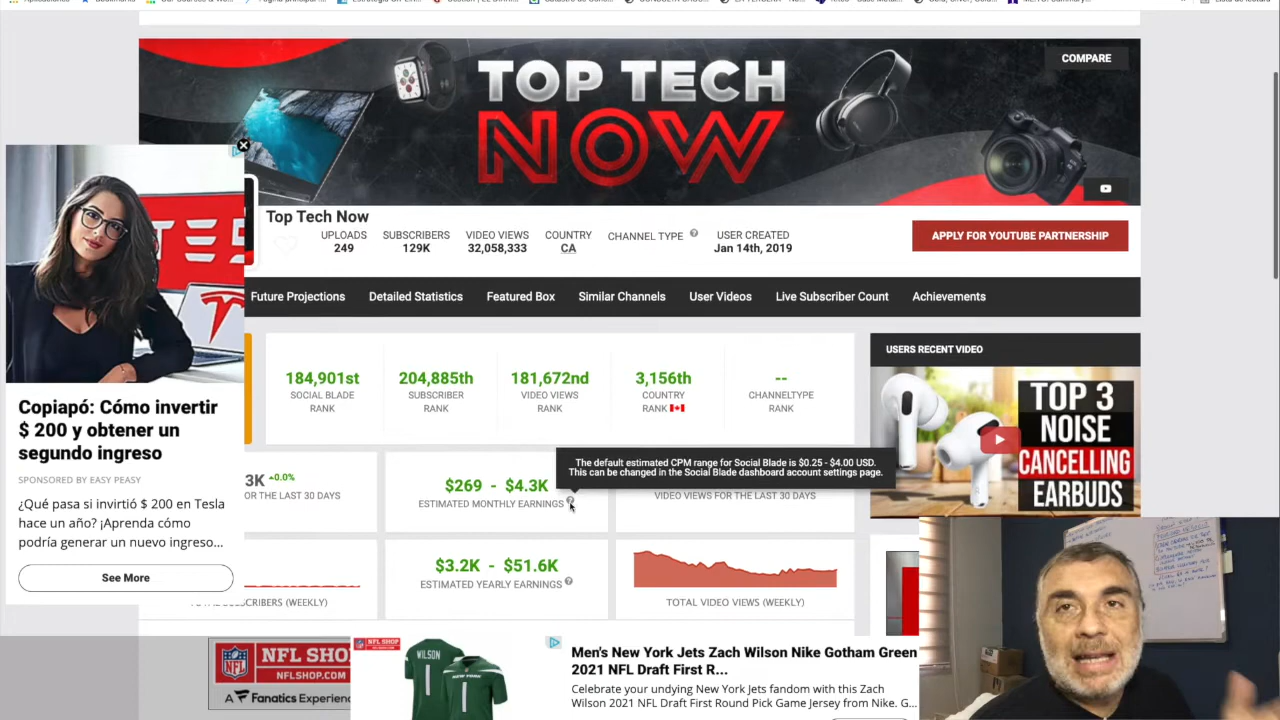 TOP TECH
NOW
COMPARE
Top Tech Now
UPLOADS
249
SUBSCRIBERS
129K
VIDEO VIEWS
32,058,333
COUNTRY
CA
CHANNEL TYPE
USER CREATED
Jan 14th, 2019
APPLY FOR YOUTUBE PARTNERSHIP
Future Projections
Detailed Statistics
Featured Box
Similar Channels
User Videos
Live Subscriber Count
Achievements
184,901st
SOCIAL BLADE
RANK
204,885th
SUBSCRIBER
RANK
181,672nd
VIDEO VIEWS
RANK
3,156th
COUNTRY
RANK
--
CHANNELTYPE
RANK
USERS RECENT VIDEO
TOP 3
NOISE
CANCELLING
EARBUDS
The default estimated CPM range for Social Blade is $0.25 - $4.00 USD.
This can be changed in the Social Blade dashboard account settings page.
3K +0.0%
OR THE LAST 30 DAYS
$269 - $4.3K
ESTIMATED MONTHLY EARNINGS
VIDEO VIEWS FOR THE LAST 30 DAYS
$3.2K - $51.6K
ESTIMATED YEARLY EARNINGS
TOTAL VIDEO VIEWS (WEEKLY)
Copiapó: Cómo invertir
$ 200 y obtener un
segundo ingreso
SPONSORED BY EASY PEASY
¿Qué pasa si invirtió $ 200 en Tesla
hace un año? ¡Aprenda cómo
podría generar un nuevo ingreso...
See More
NFL SHOP
NFLSHOP.COM
A Fanatics Experienc
NFL SHOP
WILSON
1
1
Men's New York Jets Zach Wilson Nike Gotham Green
2021 NFL Draft First R...
Celebrate your undying New York Jets fandom with this Zach
Wilson 2021 NFL Draft First Round Pick Game Jersey from Nike. G...